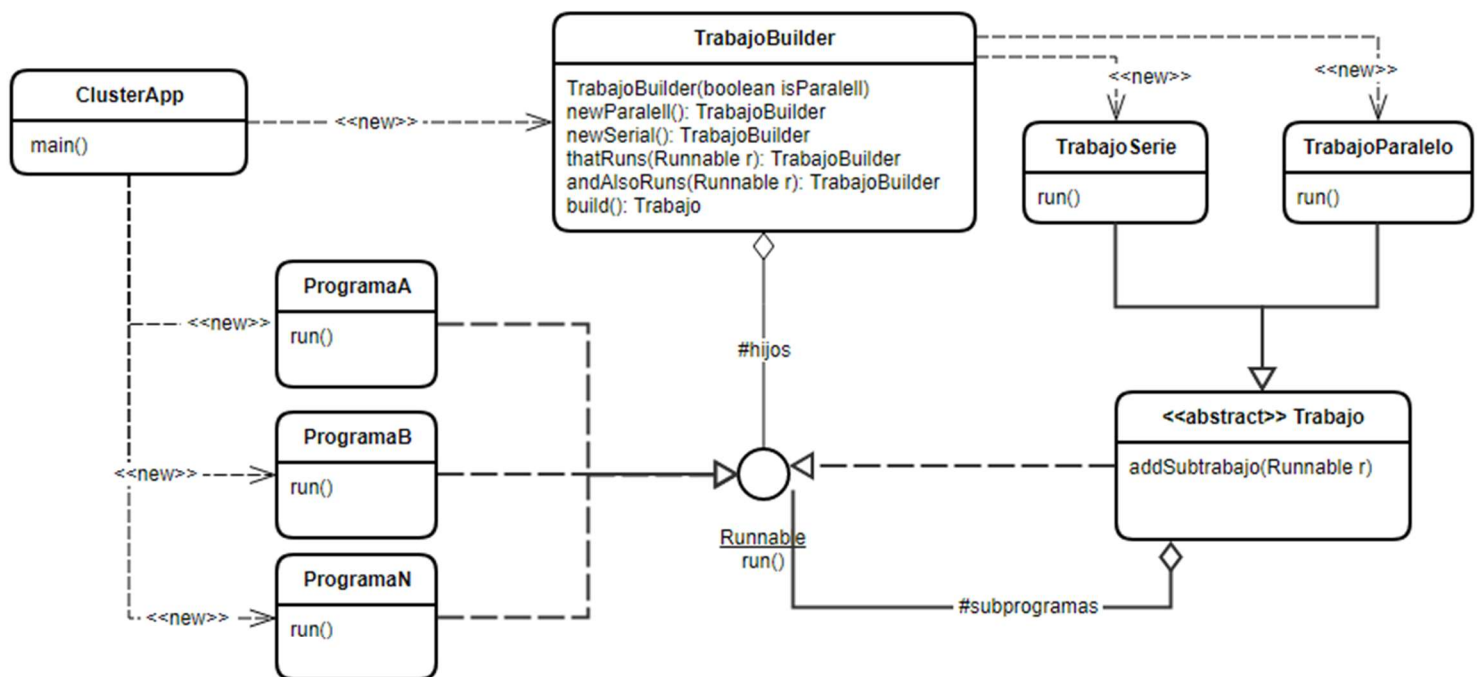 TrabajoBuilder
TrabajoBuilder(boolean isParalell)
newParalell(): TrabajoBuilder
newSerial(): TrabajoBuilder
thatRuns(Runnable r): TrabajoBuilder
andAlsoRuns(Runnable r): TrabajoBuilder
build(): Trabajo
ClusterApp
main()
<<new>>
<<new>>
<<new>>
TrabajoSerie
run()
TrabajoParalelo
run()
ProgramaA
run()
<<new>>
#hijos
ProgramaB
run()
<<new>>
<<abstract>> Trabajo
addSubtrabajo(Runnable r)
Runnable
run()
ProgramaN
run()
<<new>>
#subprogramas